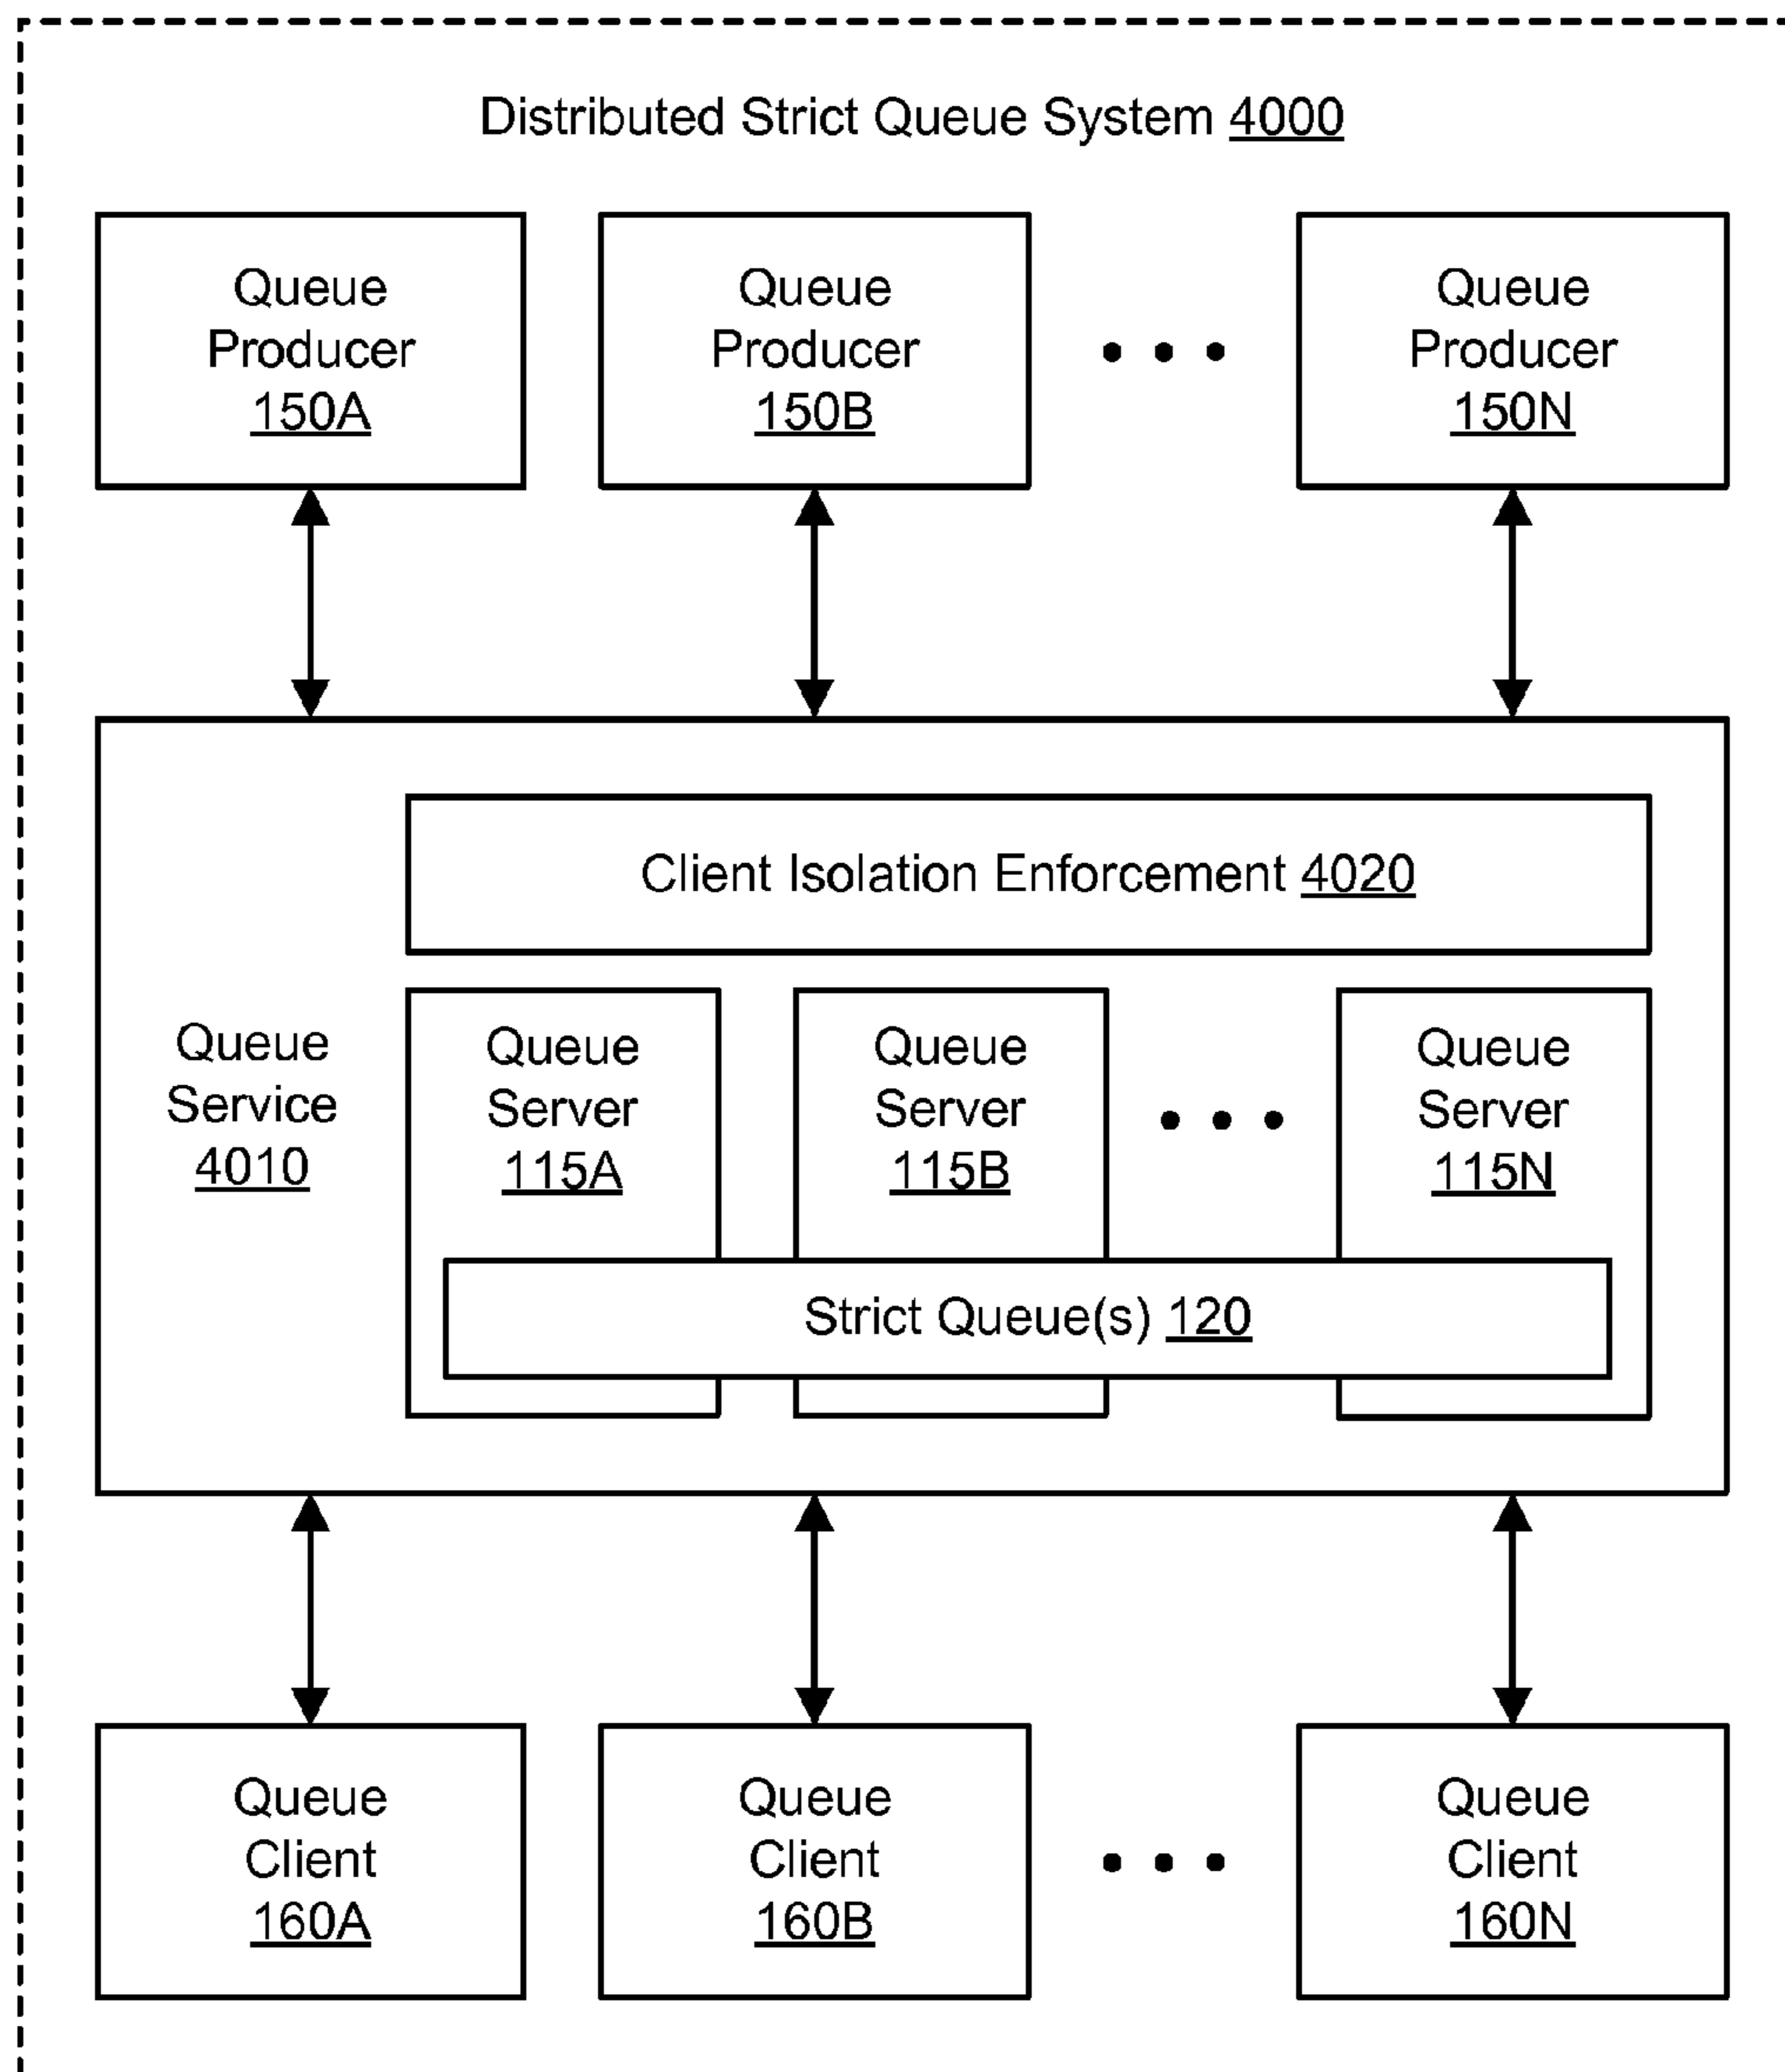 Distributed Strict Queue System 4000
Queue
Producer
150A
Queue
Producer
150B
Queue
Producer
150N
Client Isolation Enforcement 4020
Queue
Service
4010
Queue
Server
115A
Queue
Server
115B
Queue
Server
115N
Strict Queue(s) 120
Queue
Client
160A
Queue
Client
160B
Queue
Client
160N